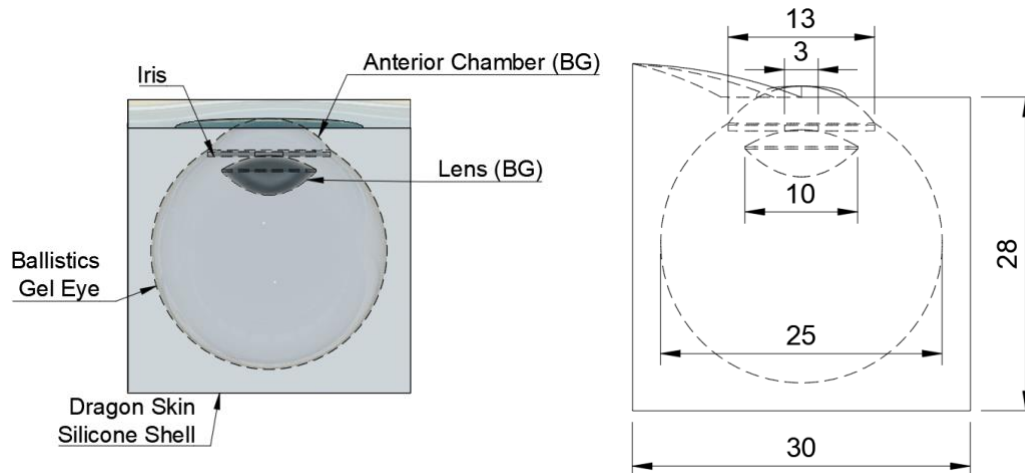 Anterior Chamber (BG)
Iris
Lens (BG)
Ballistics
Gel Eye
Dragon Skin
Silicone Shell
13
3
10
28
25
30